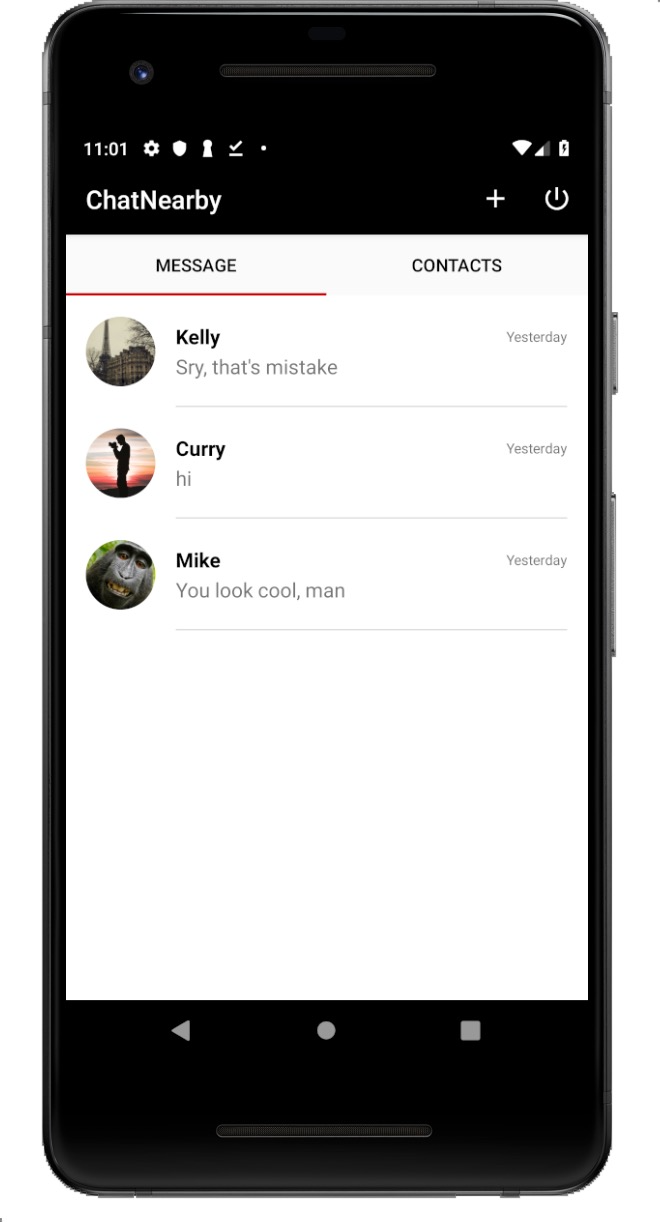 11:01
ChatNearby
MESSAGE CONTACTS
Kelly Yesterday
Sry, that's mistake
Curry Yesterday
hi
Mike Yesterday
You look cool, man